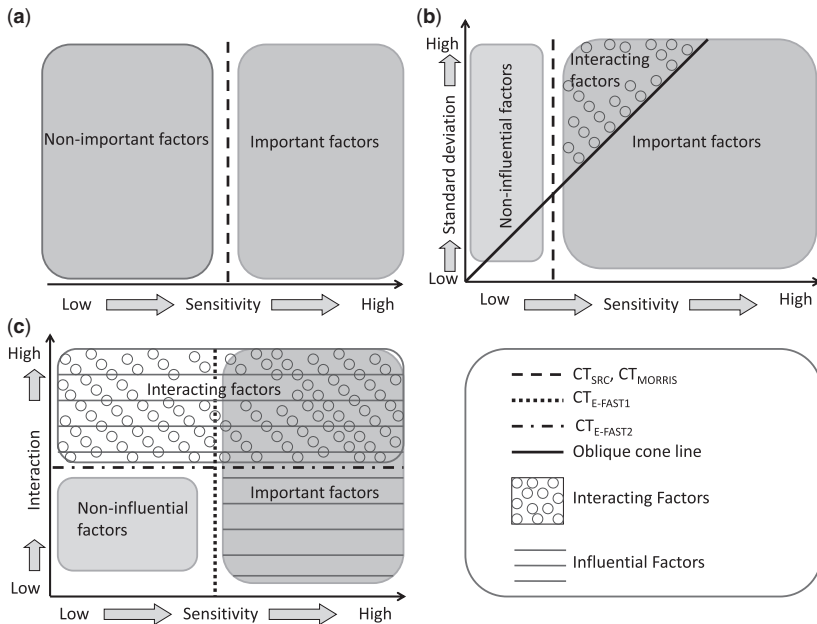 (a)
Non-important factors
Important factors
Low
Sensitivity
High
(b)
High
Standard deviation
Low
Non-influential factors
Interacting
factors
Important factors
Low
Sensitivity
High
(c)
High
Interaction
Low
Interacting factors
Non-influential
factors
Important factors
Low
Sensitivity
High
CT_SRC, CT_MORRIS
CT_E-FAST1
CT_E-FAST2
Oblique cone line
Interacting Factors
Influential Factors